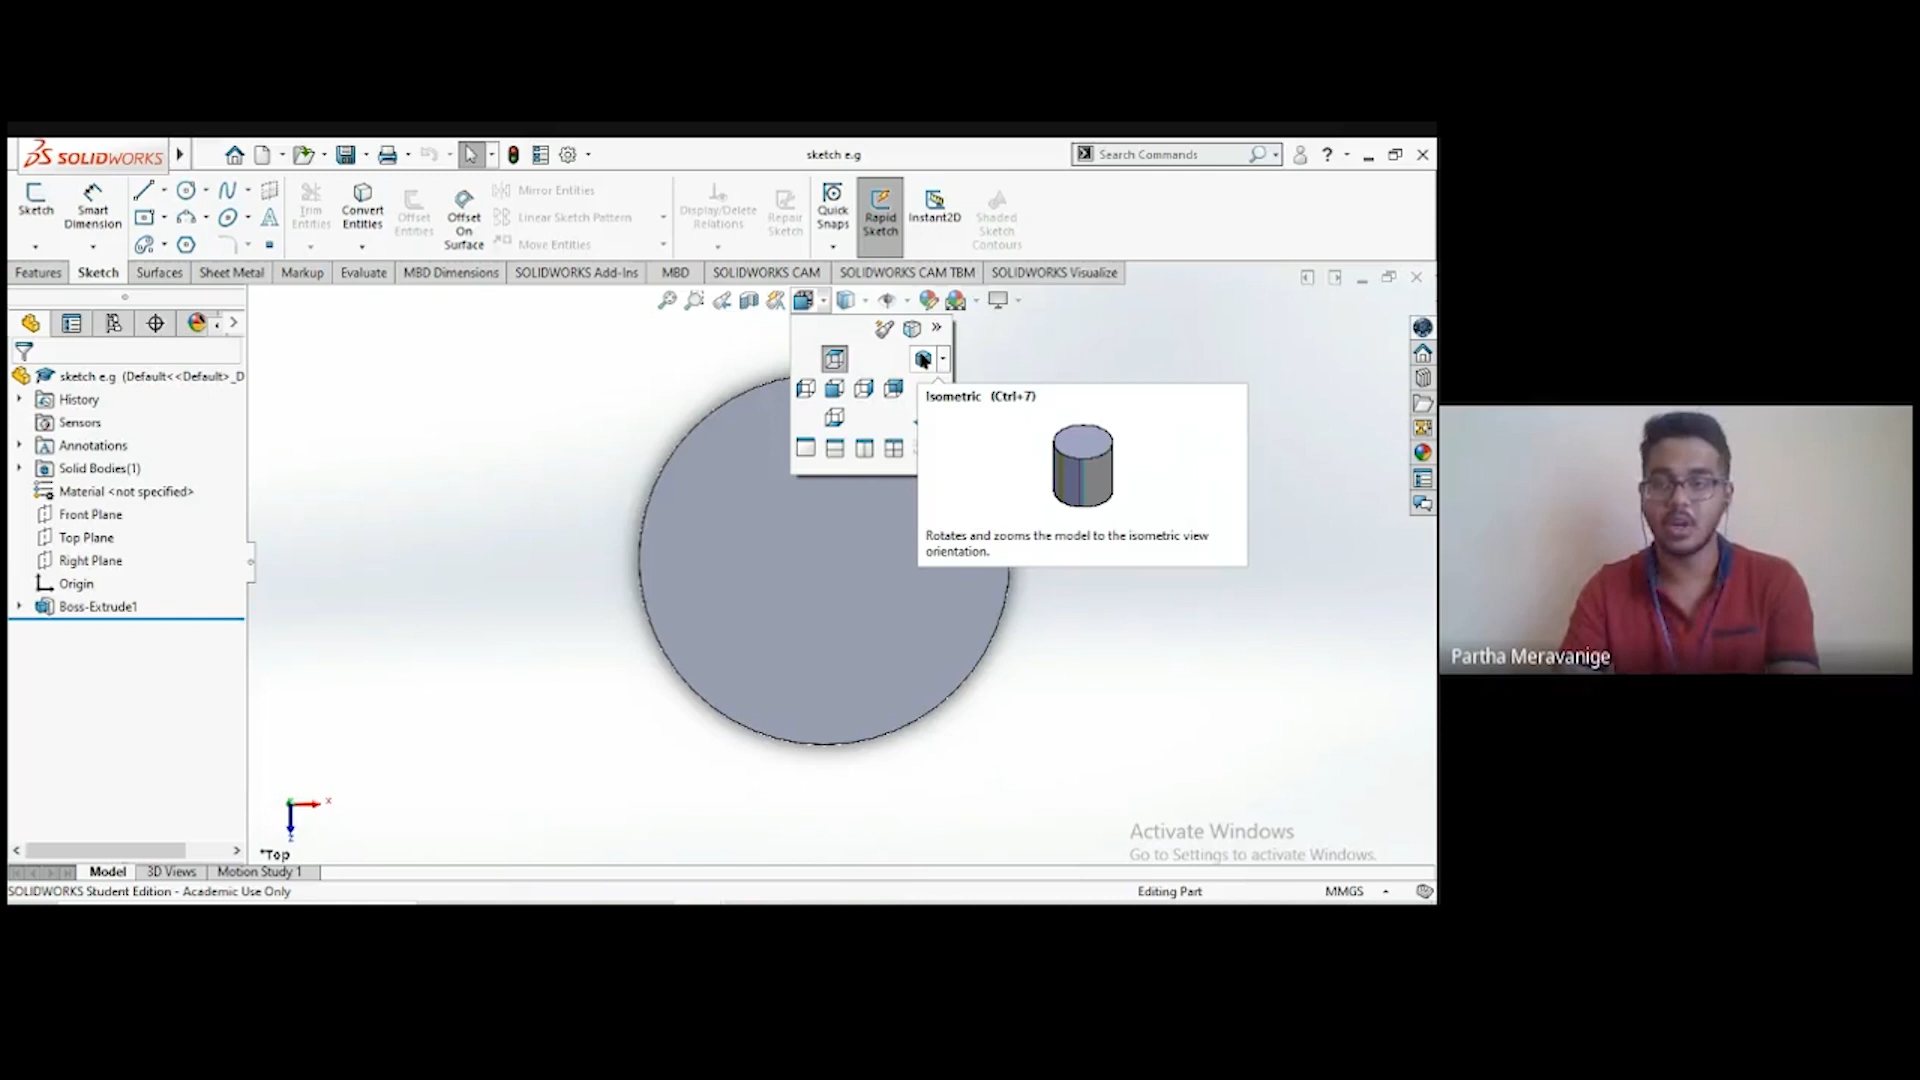 SOLIDWORKS
sketch e.g
Search Commands
?
Sketch
Smart Dimension
Trim Entities
Convert Entities
Offset Entities
Offset On Surface
Mirror Entities
Linear Sketch Pattern
Move Entities
Display/Delete Relations
Repair Sketch
Quick Snaps
Rapid Sketch
Instant2D
Shaded Sketch Contours
Features
Sketch
Surfaces
Sheet Metal
Markup
Evaluate
MBD Dimensions
SOLIDWORKS Add-Ins
MBD
SOLIDWORKS CAM
SOLIDWORKS CAM TBM
SOLIDWORKS Visualize
sketch e.g (Default<<Default>_D
History
Sensors
Annotations
Solid Bodies(1)
Material <not specified>
Front Plane
Top Plane
Right Plane
Origin
Boss-Extrude1
Isometric (Ctrl+7)
Rotates and zooms the model to the isometric view
orientation.
Partha Meravanige
x
z
*Top
Activate Windows
Go to Settings to activate Windows.
Model
3D Views
Motion Study 1
SOLIDWORKS Student Edition - Academic Use Only
Editing Part
MMGS